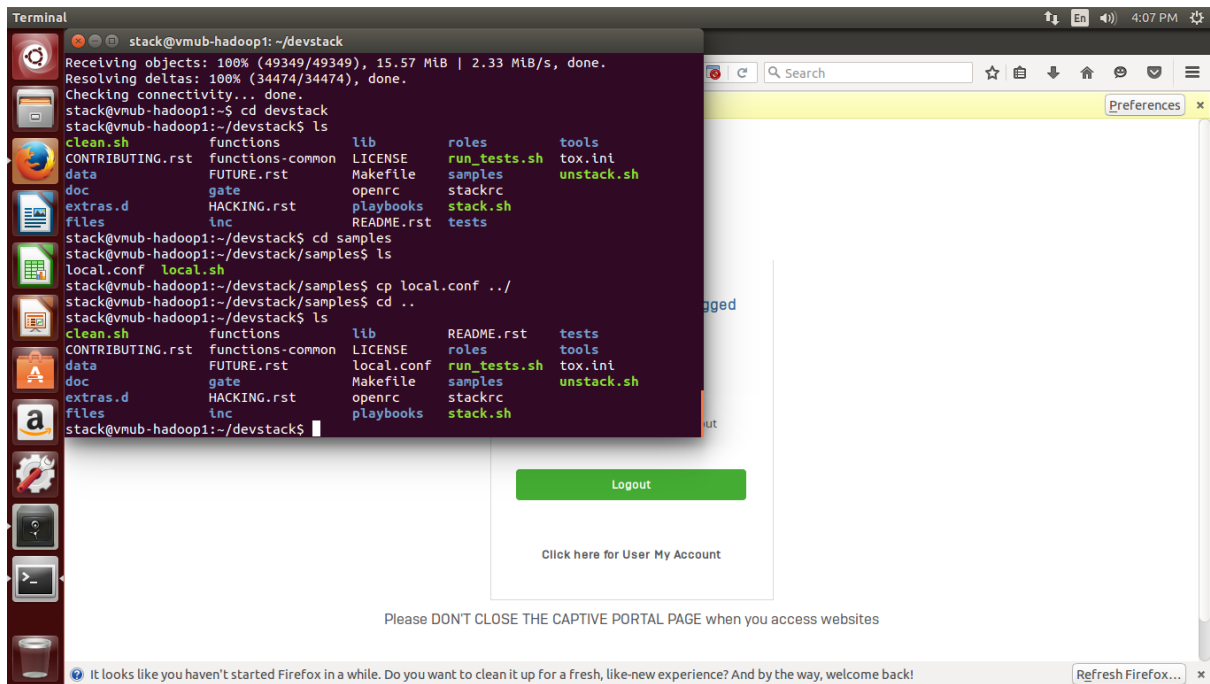 Terminal
En
4:07 PM
stack@vmub-hadoop1: ~/devstack
Receiving objects: 100% (49349/49349), 15.57 MiB | 2.33 MiB/s, done.
Resolving deltas: 100% (34474/34474), done.
Checking connectivity... done.
stack@vmub-hadoop1:~$ cd devstack
stack@vmub-hadoop1:~/devstack$ ls
clean.sh functions lib roles tools
CONTRIBUTING.rst functions-common LICENSE run_tests.sh tox.ini
data FUTURE.rst Makefile samples unstack.sh
doc gate openrc stackrc
extras.d HACKING.rst playbooks stack.sh
files inc README.rst tests
stack@vmub-hadoop1:~/devstack$ cd samples
stack@vmub-hadoop1:~/devstack/samples$ ls
local.conf local.sh
stack@vmub-hadoop1:~/devstack/samples$ cp local.conf ../
stack@vmub-hadoop1:~/devstack/samples$ cd ..
stack@vmub-hadoop1:~/devstack$ ls
clean.sh functions lib README.rst tests
CONTRIBUTING.rst functions-common LICENSE roles tools
data FUTURE.rst local.conf run_tests.sh tox.ini
doc gate Makefile samples unstack.sh
extras.d HACKING.rst openrc stackrc
files inc playbooks stack.sh
stack@vmub-hadoop1:~/devstack$
Search
Preferences
gged
out
Logout
Click here for User My Account
Please DON'T CLOSE THE CAPTIVE PORTAL PAGE when you access websites
It looks like you haven't started Firefox in a while. Do you want to clean it up for a fresh, like-new experience? And by the way, welcome back!
Refresh Firefox...